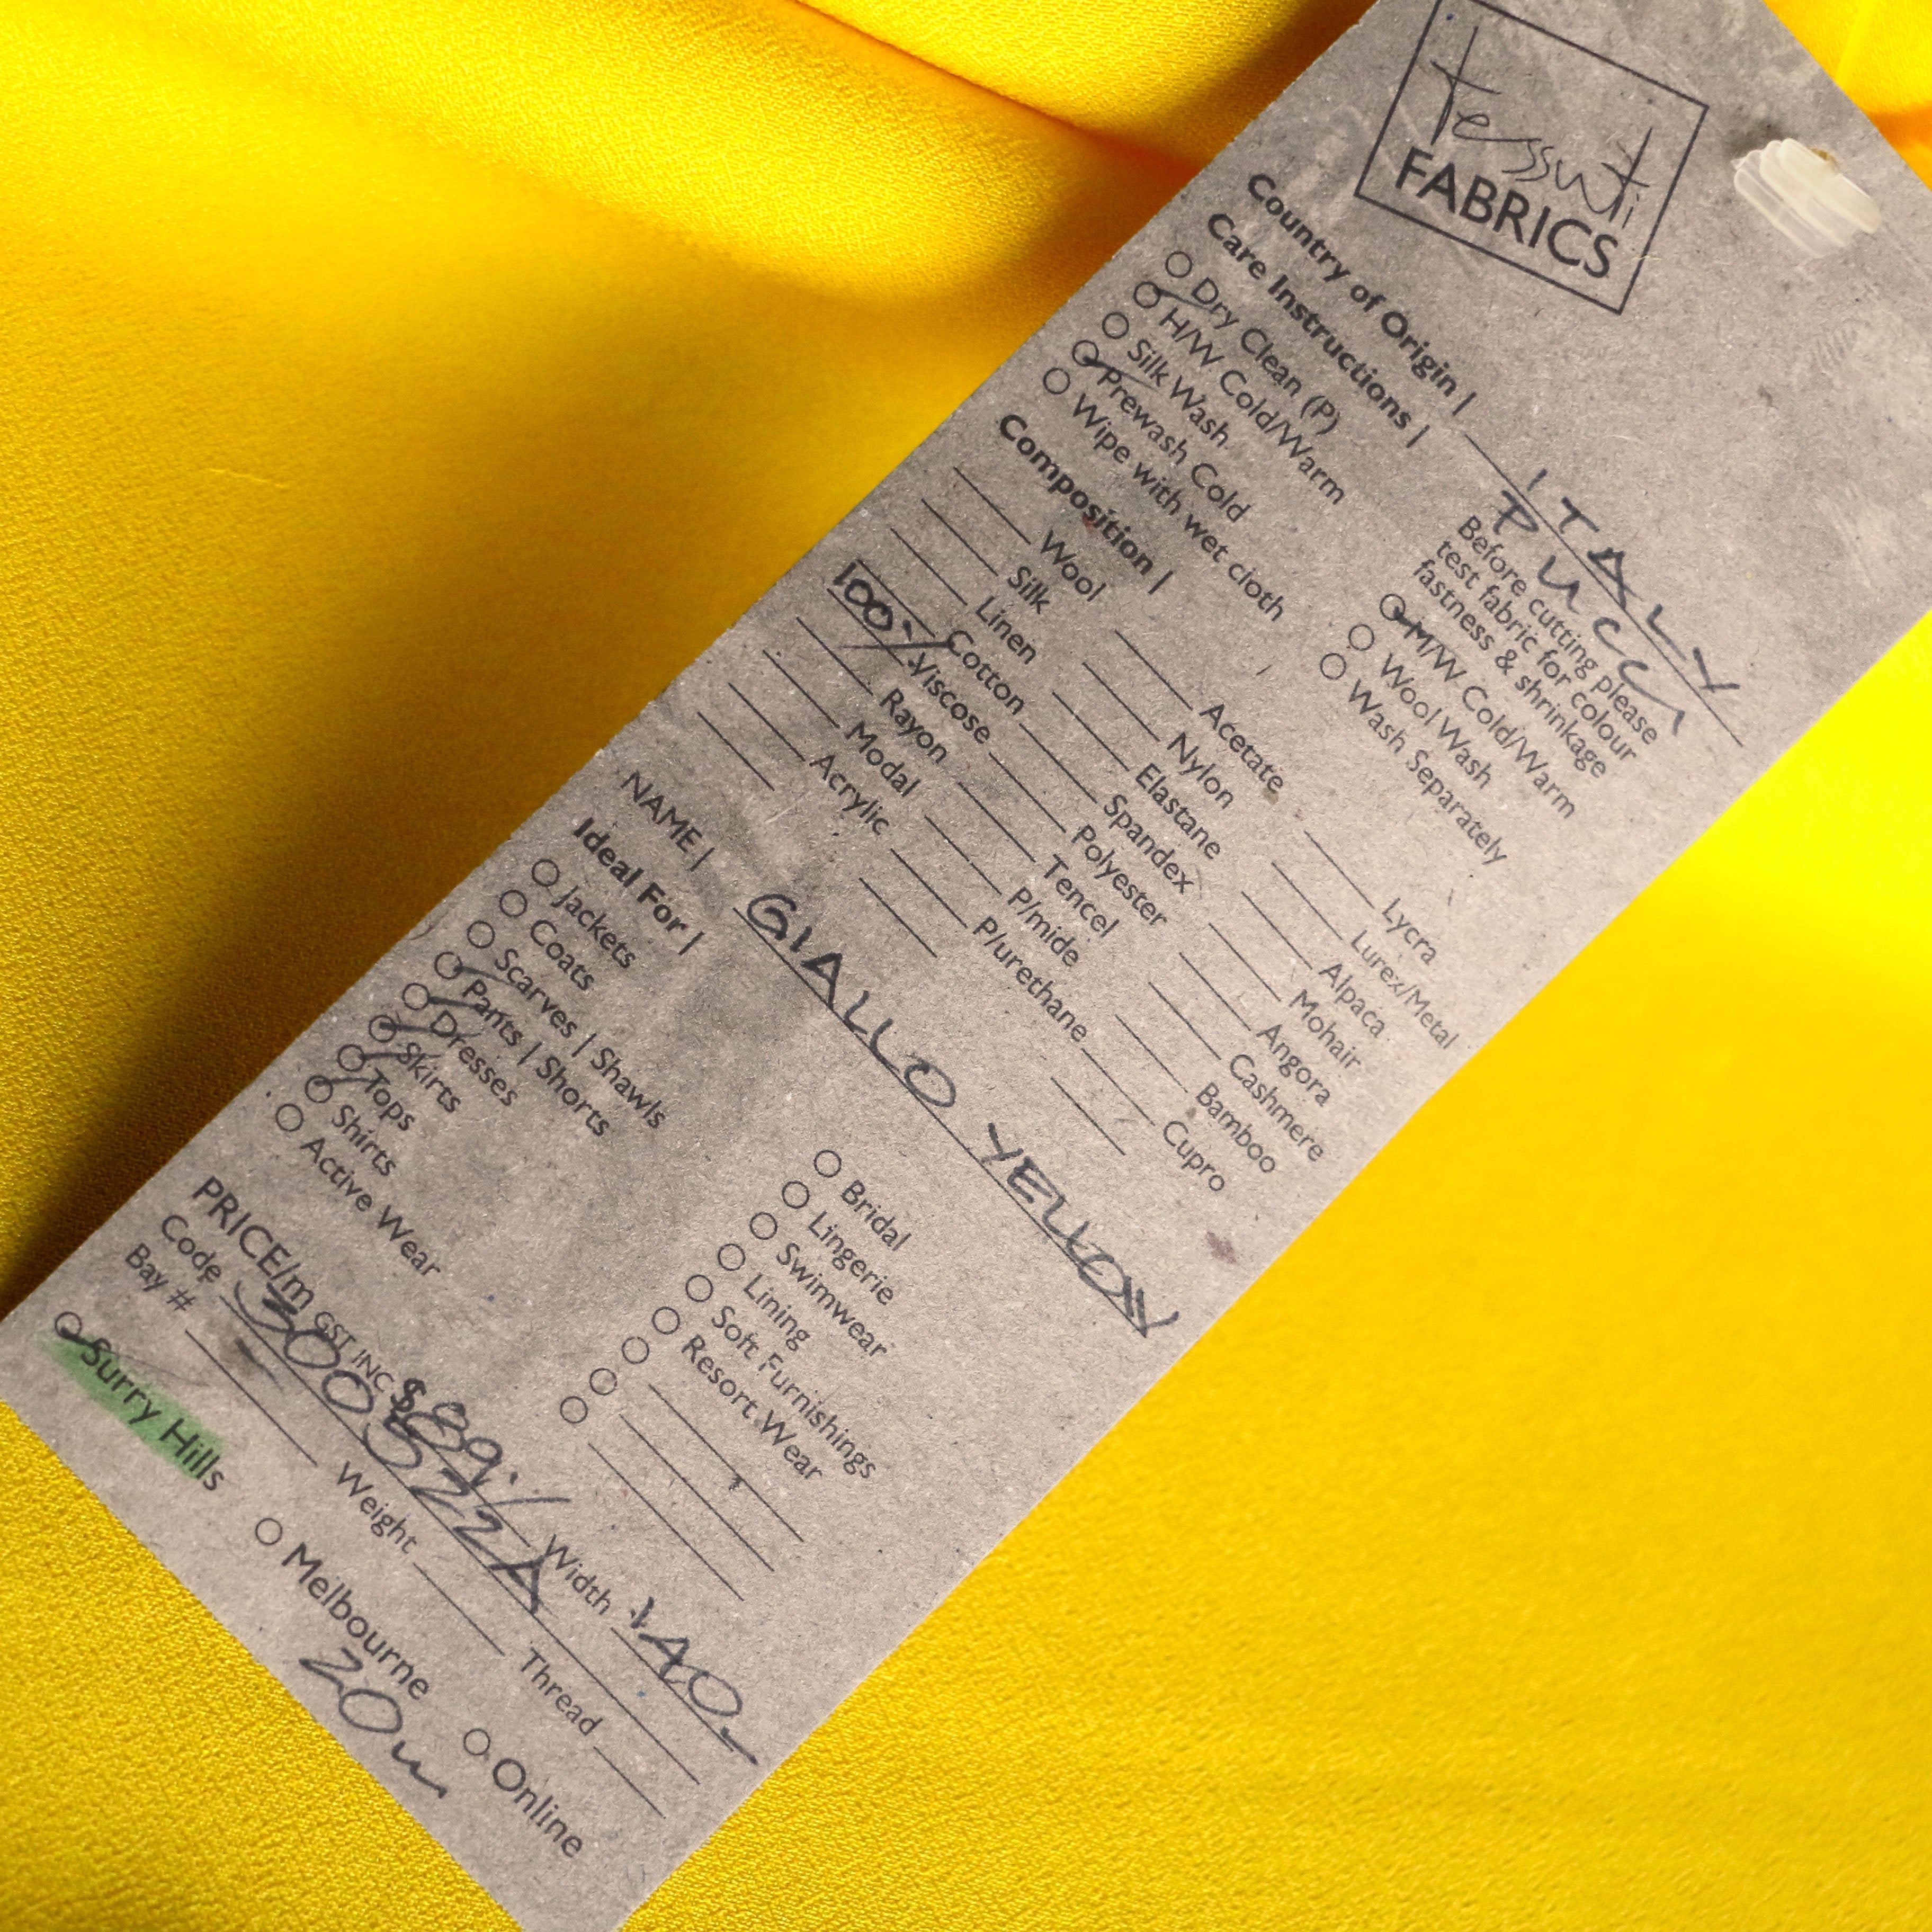 tessuti
FABRICS
Country of Origin | ITALY
PUCCI
Care Instructions | Before cutting please
test fabric for colour
fastness & shrinkage
Dry Clean (P)
H/W Cold/Warm M/W Cold/Warm
Silk Wash Wool Wash
Prewash Cold Wash Separately
Wipe with wet cloth
Composition |
Wool Acetate Lycra
Silk Nylon Lurex/Metal
Linen Elastane Alpaca
Cotton Spandex Mohair
100% Viscose Polyester Angora
Rayon Tencel Cashmere
Modal P/mide Bamboo
Acrylic P/urethane Cupro
NAME | GIALLO YELLOW
Ideal For |
Jackets Bridal
Coats Lingerie
Scarves | Shawls Swimwear
Pants | Shorts Lining
Dresses Soft Furnishings
Skirts Resort Wear
Tops
Shirts
Active Wear
PRICE/m GST INC $89./ Width 140
Code 300522A
Bay # Weight Thread
Surry Hills Melbourne Online
20m